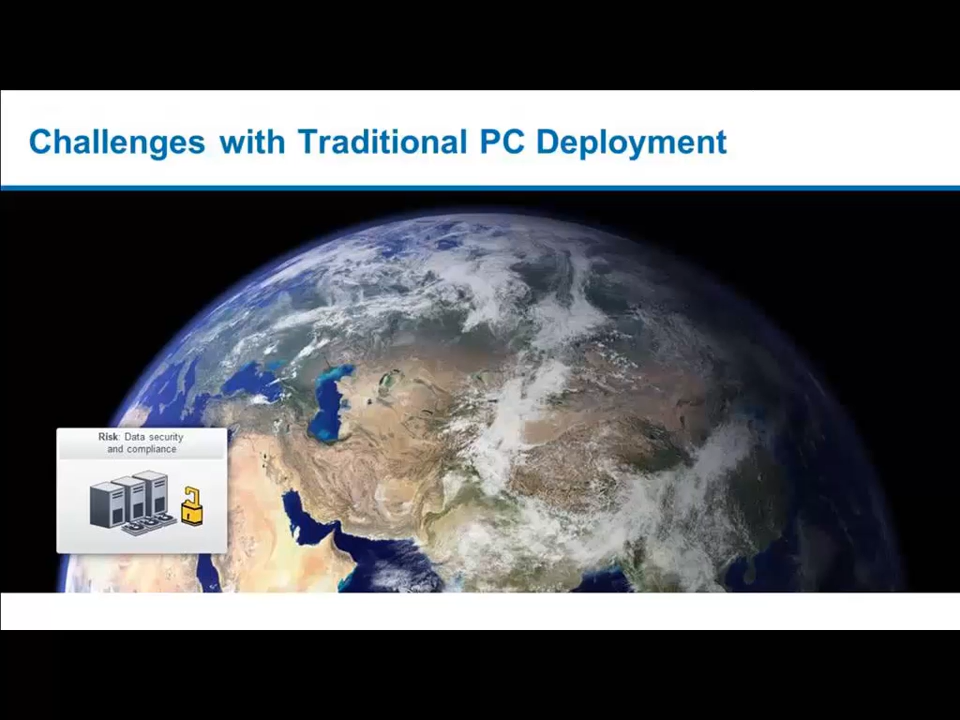 Challenges with Traditional PC Deployment
Risk: Data security
and compliance